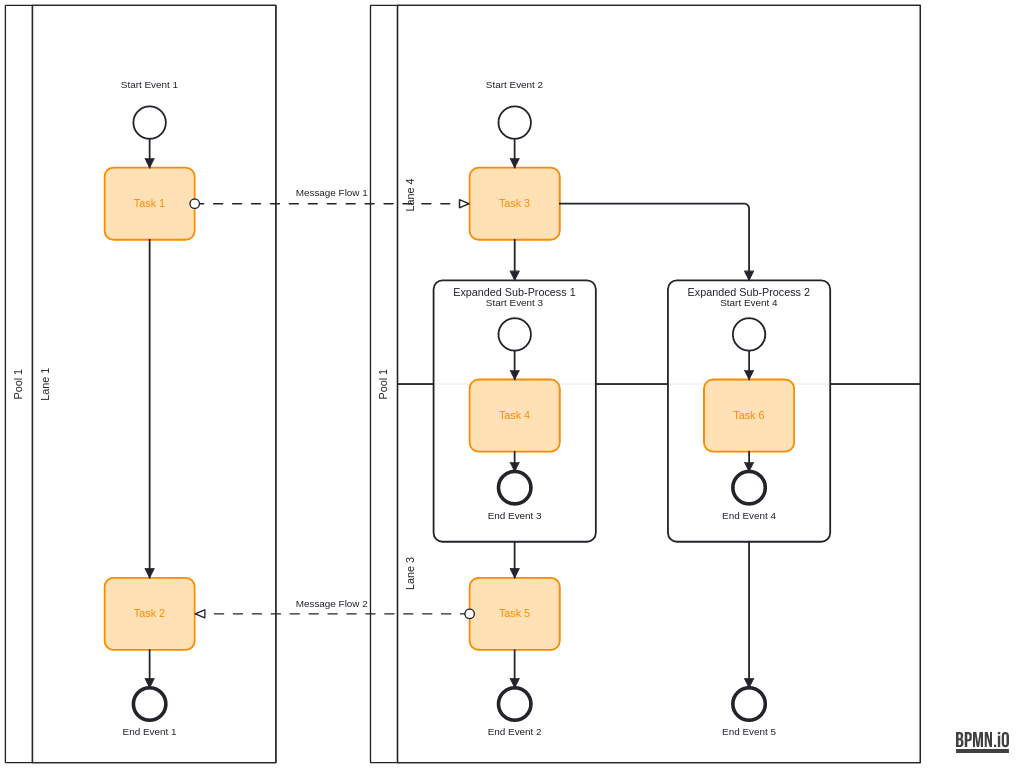 Start Event 1
Start Event 2
Task 1
Message Flow 1
Lane 4
Task 3
Expanded Sub-Process 1
Start Event 3
Expanded Sub-Process 2
Start Event 4
Pool 1
Lane 1
Pool 1
Task 4
Task 6
End Event 3
End Event 4
Lane 3
Task 2
Message Flow 2
Task 5
End Event 1
End Event 2
End Event 5
BPMN.iO